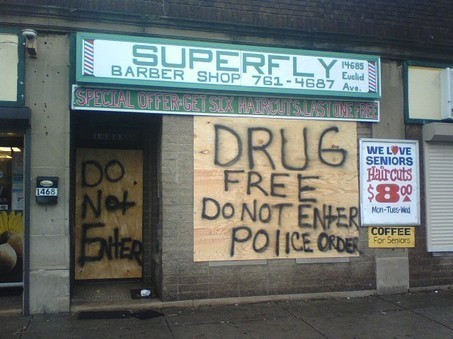 SUPERFLY
BARBER SHOP 761-4687
14685
Euclid
Ave.
SPECIAL OFFER-GET SIX HAIRCUTS, LAST ONE FREE
DO
Not
EnteR
DRUG
FREE
DO NOT ENtER
POlICE ORDER
WE LOVE
SENIORS
Haircuts
$8.00
Mon-Tues-Wed
COFFEE
For Seniors